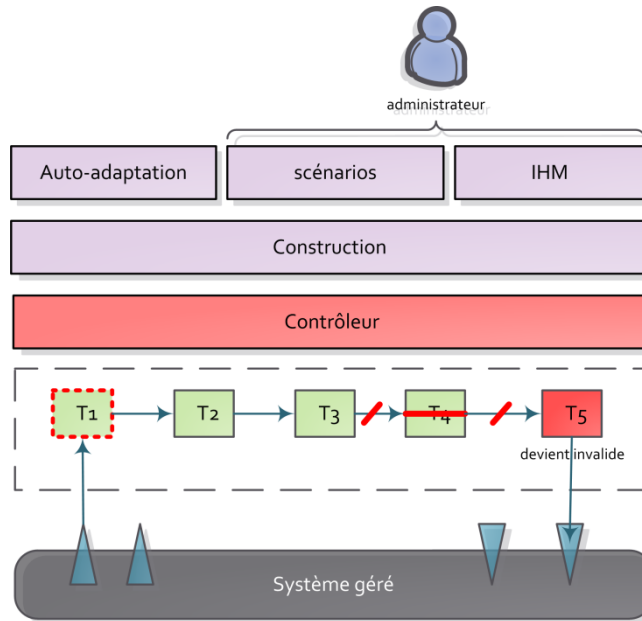 administrateur
Auto-adaptation
scénarios
IHM
Construction
Contrôleur
T1
T2
T3
T4
T5
devient invalide
Système géré